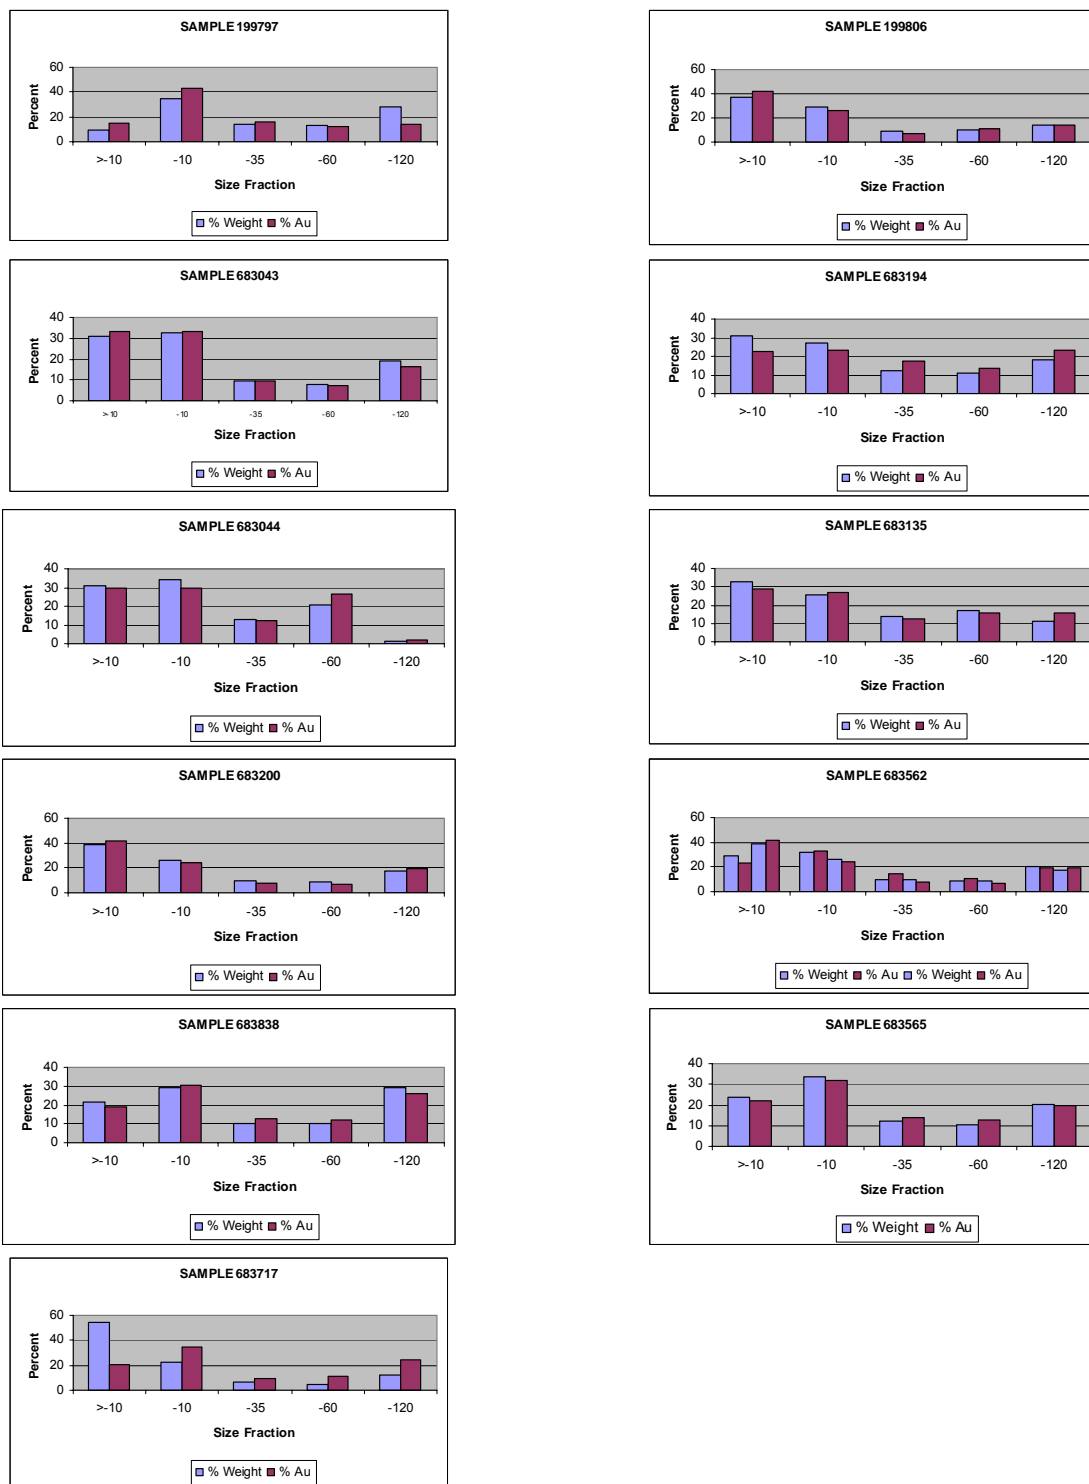 SAMPLE 199797
60
40
20
0
Percent
>-10 -10 -35 -60 -120
Size Fraction
% Weight % Au
SAMPLE 199806
60
40
20
0
Percent
>-10 -10 -35 -60 -120
Size Fraction
% Weight % Au
SAMPLE 683043
40
30
20
10
0
Percent
>-10 -10 -35 -60 -120
Size Fraction
% Weight % Au
SAMPLE 683194
40
30
20
10
0
Percent
>-10 -10 -35 -60 -120
Size Fraction
% Weight % Au
SAMPLE 683044
40
30
20
10
0
Percent
>-10 -10 -35 -60 -120
Size Fraction
% Weight % Au
SAMPLE 683135
40
30
20
10
0
Percent
>-10 -10 -35 -60 -120
Size Fraction
% Weight % Au
SAMPLE 683200
60
40
20
0
Percent
>-10 -10 -35 -60 -120
Size Fraction
% Weight % Au
SAMPLE 683562
60
40
20
0
Percent
>-10 -10 -35 -60 -120
Size Fraction
% Weight % Au % Weight % Au
SAMPLE 683838
40
30
20
10
0
Percent
>-10 -10 -35 -60 -120
Size Fraction
% Weight % Au
SAMPLE 683565
40
30
20
10
0
Percent
>-10 -10 -35 -60 -120
Size Fraction
% Weight % Au
SAMPLE 683717
60
40
20
0
Percent
>-10 -10 -35 -60 -120
Size Fraction
% Weight % Au